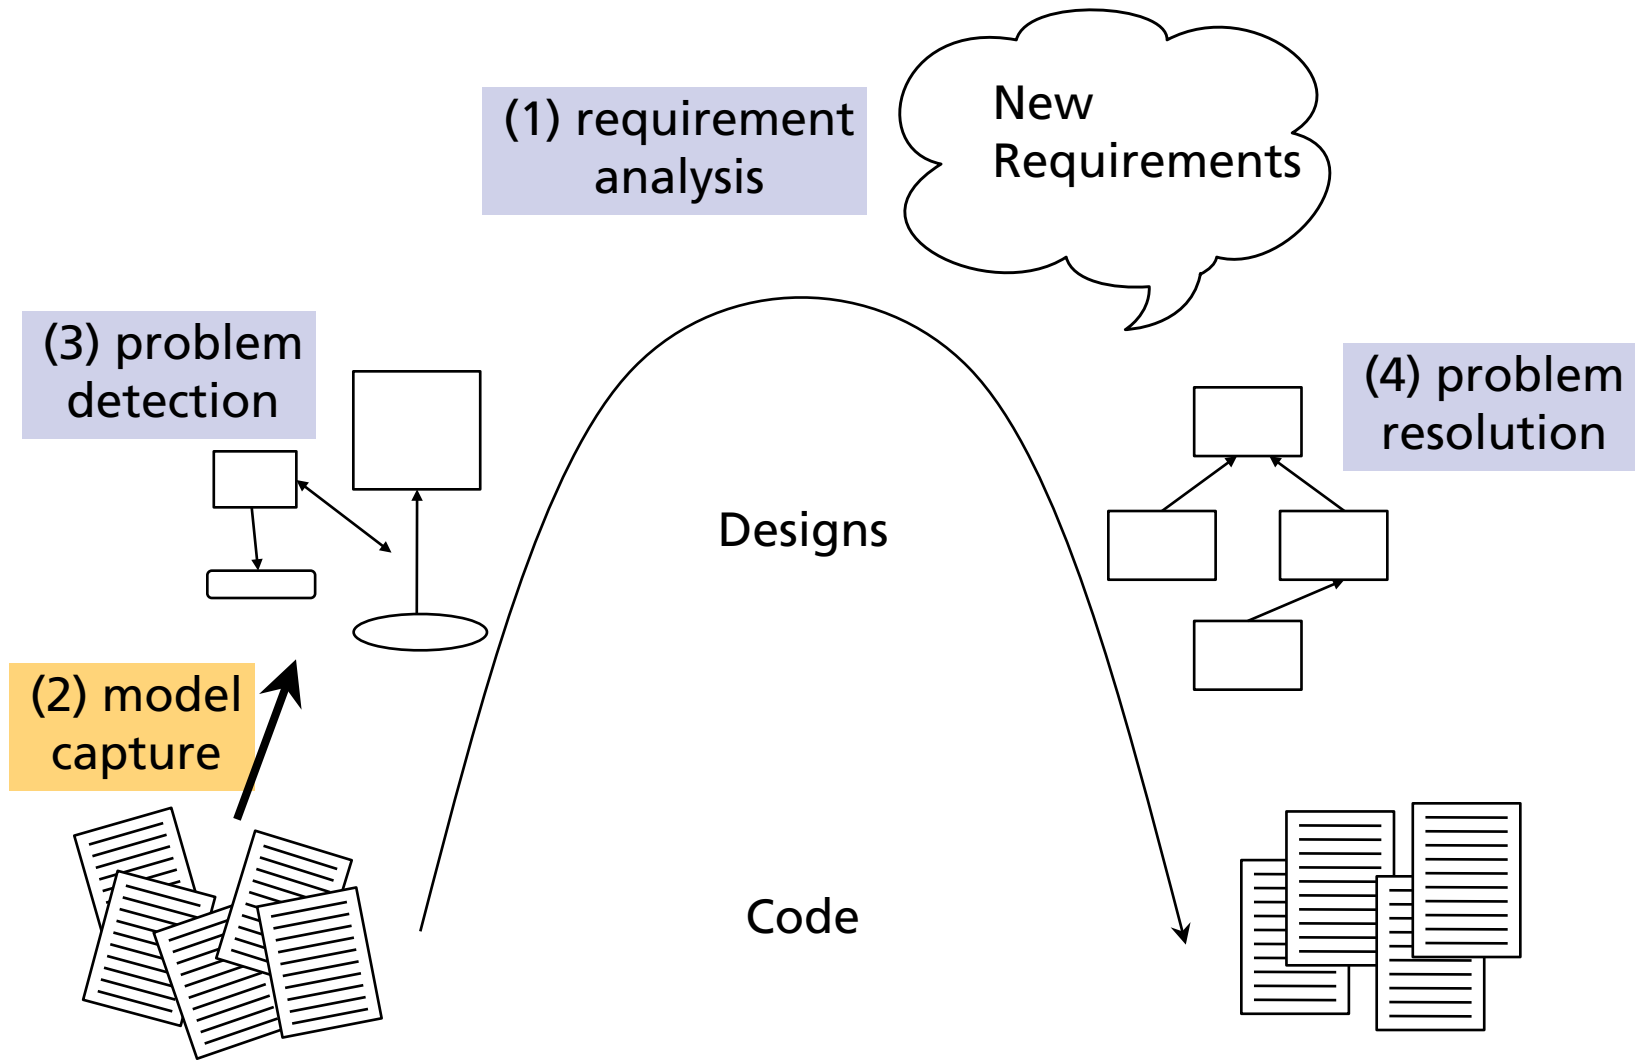 (1) requirement
analysis
New
Requirements
(3) problem
detection
(4) problem
resolution
Designs
(2) model
capture
Code